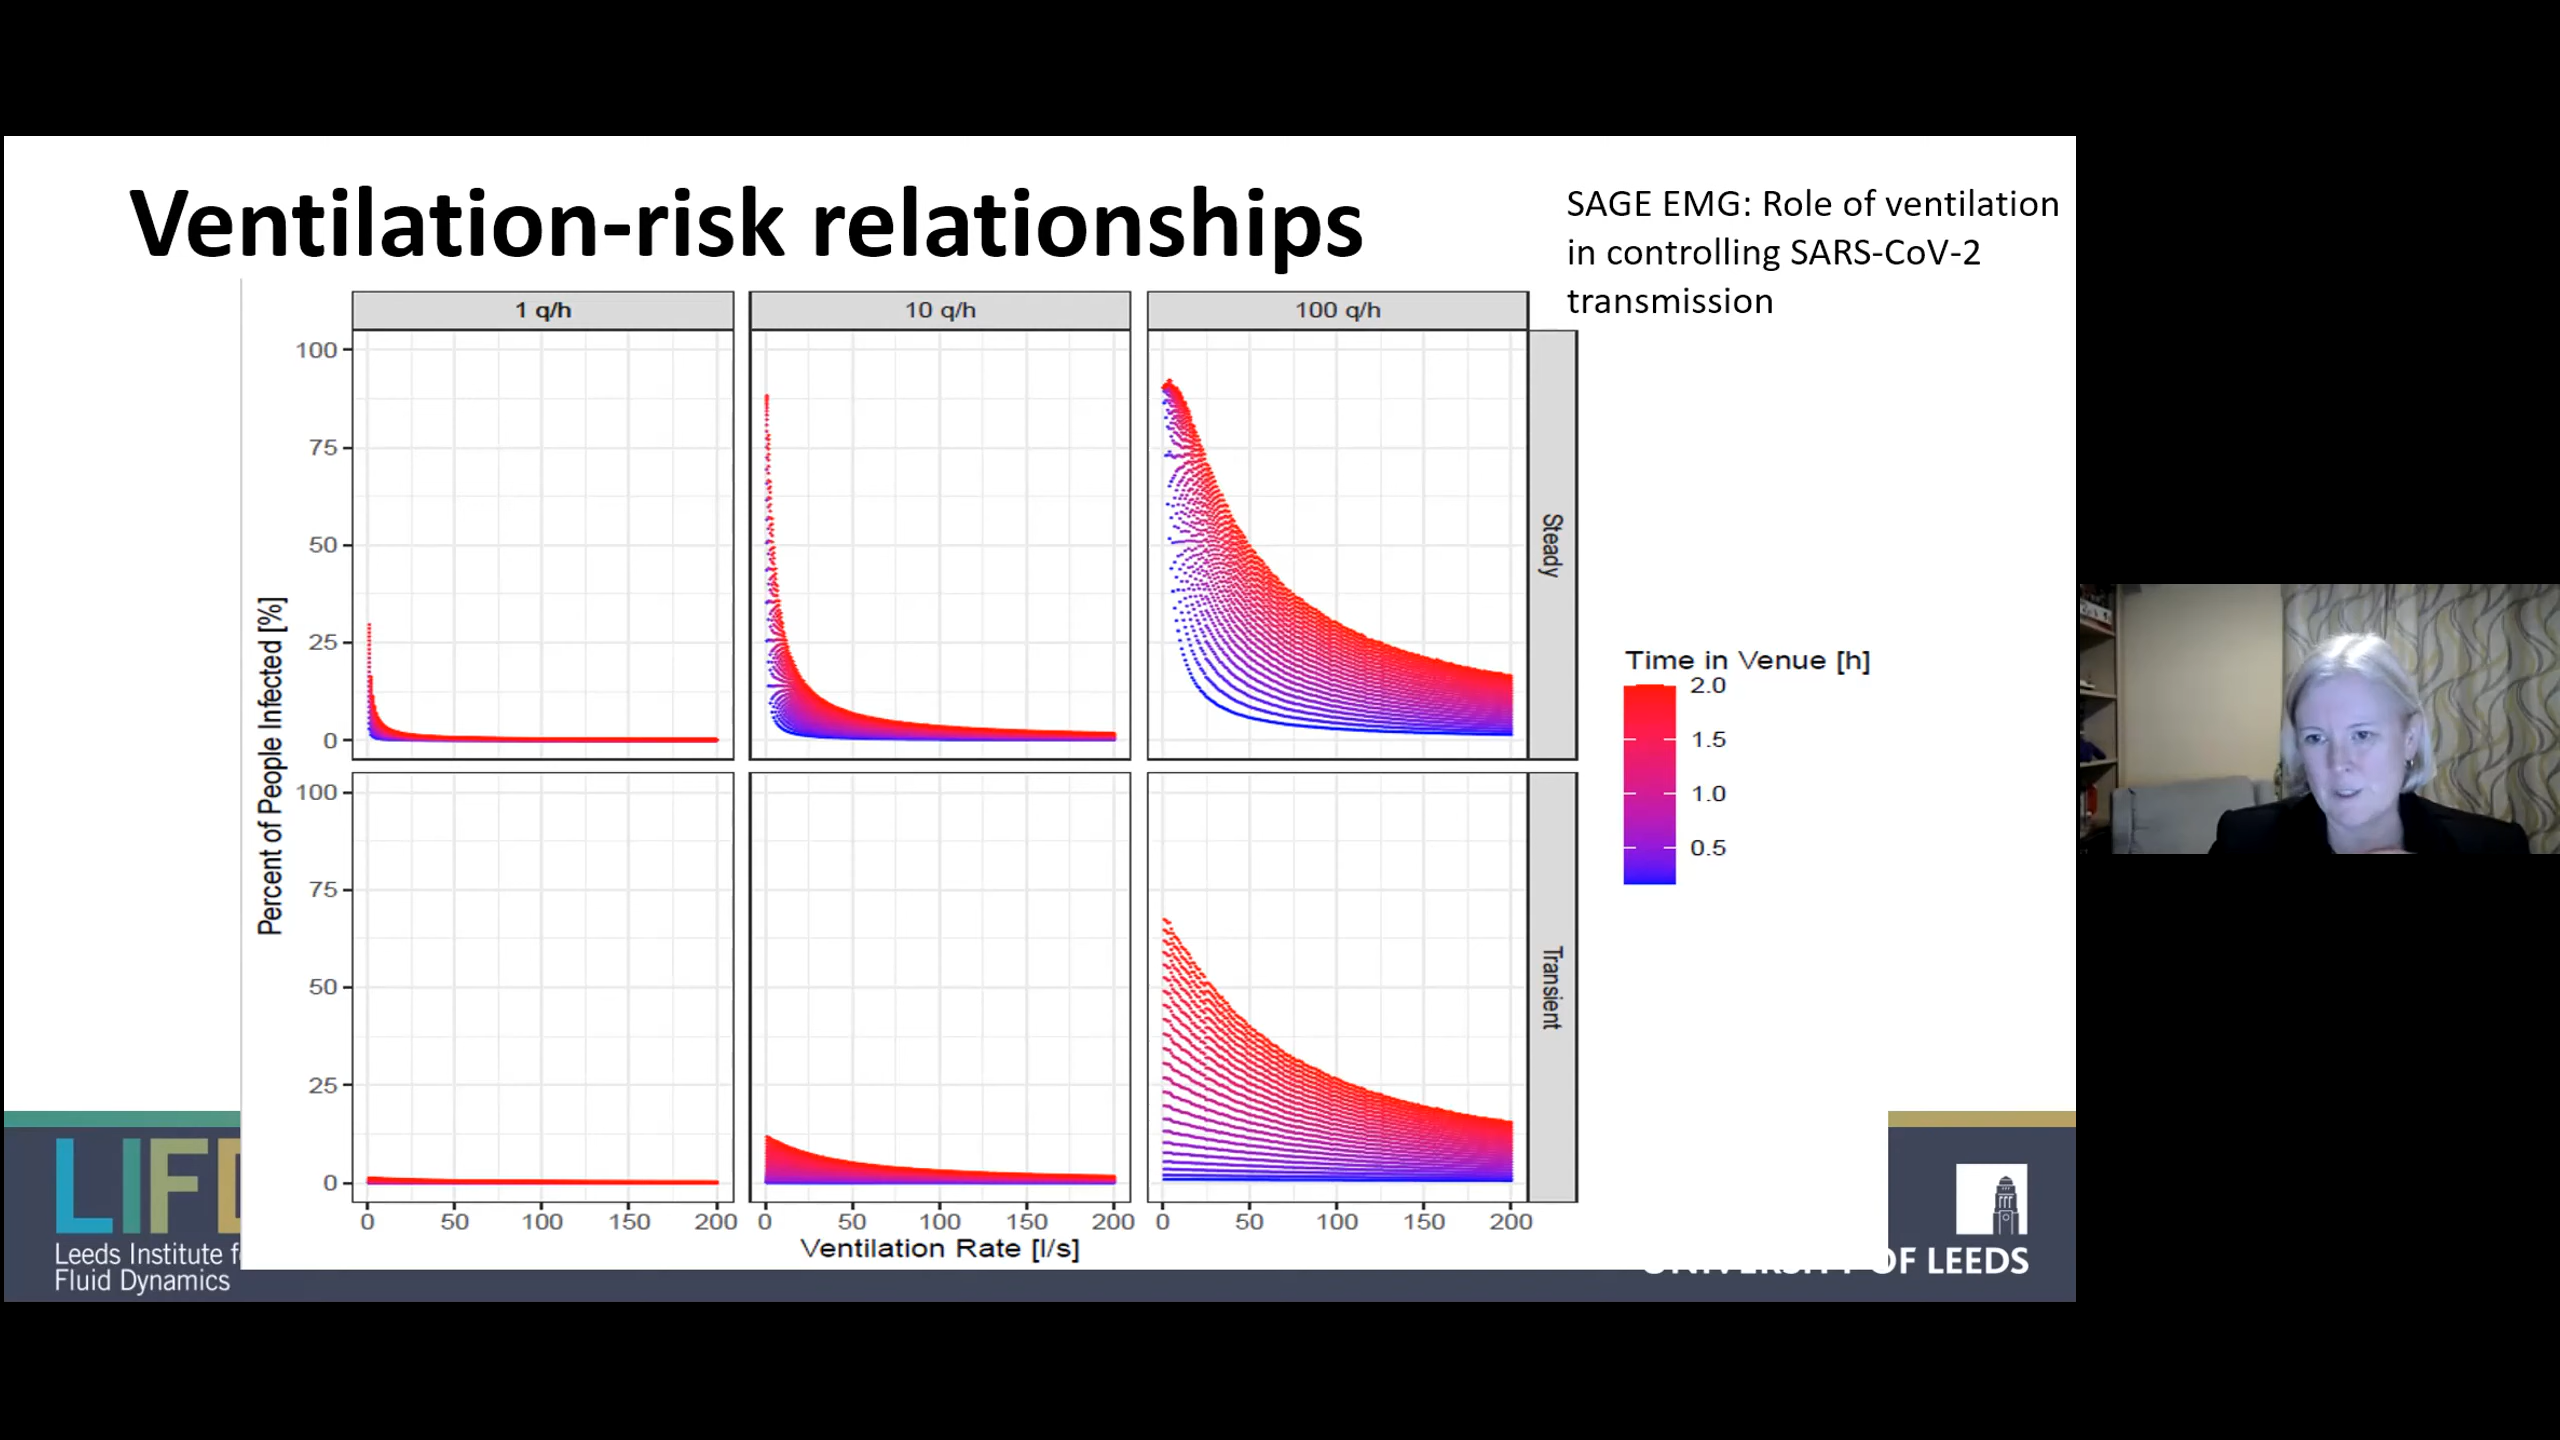 Ventilation-risk relationships
SAGE EMG: Role of ventilation
in controlling SARS-CoV-2
transmission
1 q/h
10 q/h
100 q/h
Percent of People Infected [%]
100
75
50
25
0
Steady
100
75
50
25
0
Transient
0 50 100 150 200
0 50 100 150 200
0 50 100 150 200
Ventilation Rate [l/s]
Time in Venue [h]
2.0
1.5
1.0
0.5
LIF
Leeds Institute f
Fluid Dynamics
OF LEEDS